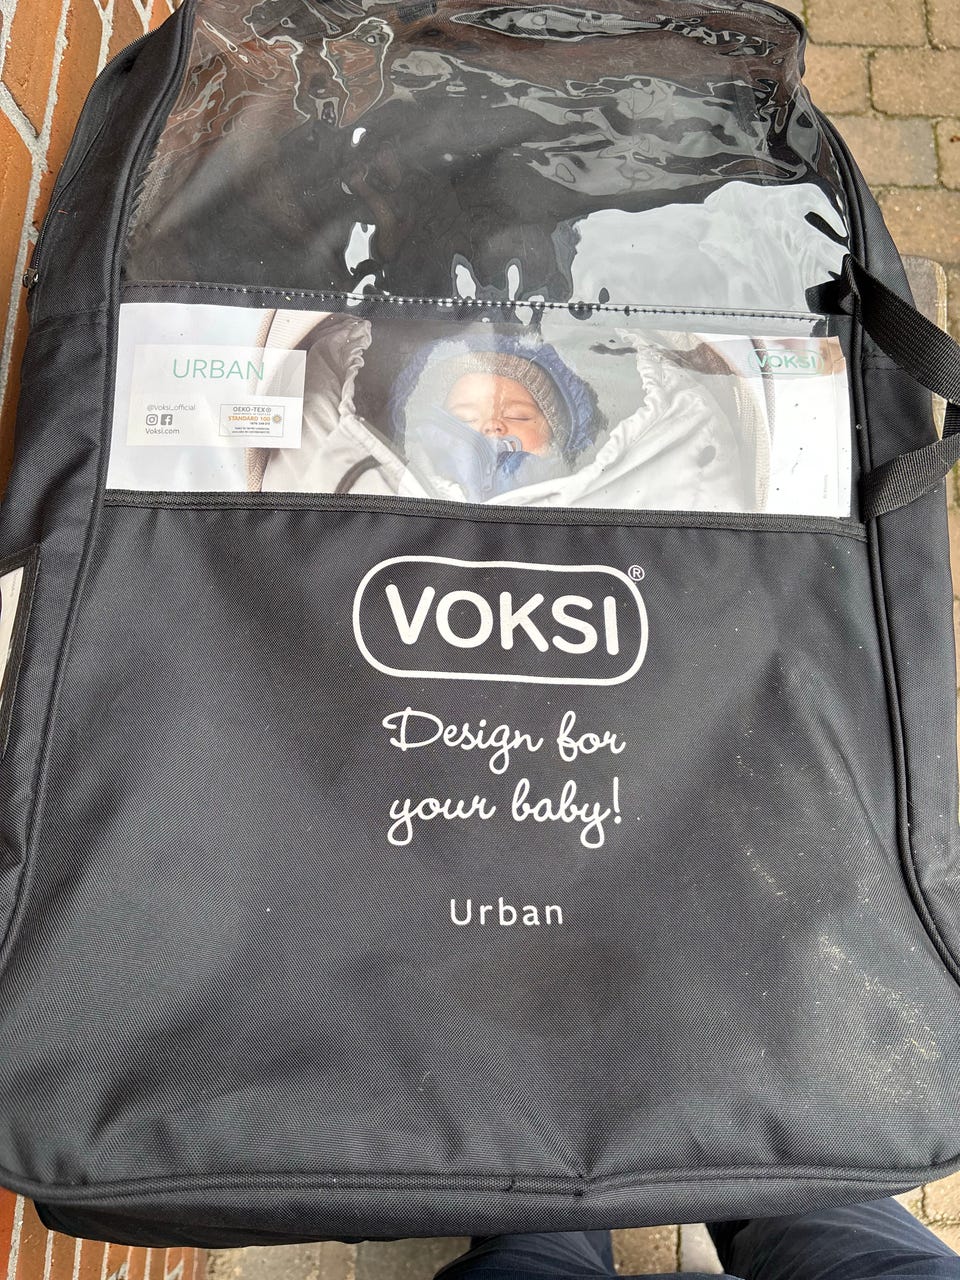 URBAN
VOKSI
@Voksi_official
Voksi.com
OEKO-TEX®
STANDARD 100
VOKSI®
Design for
your baby!
Urban